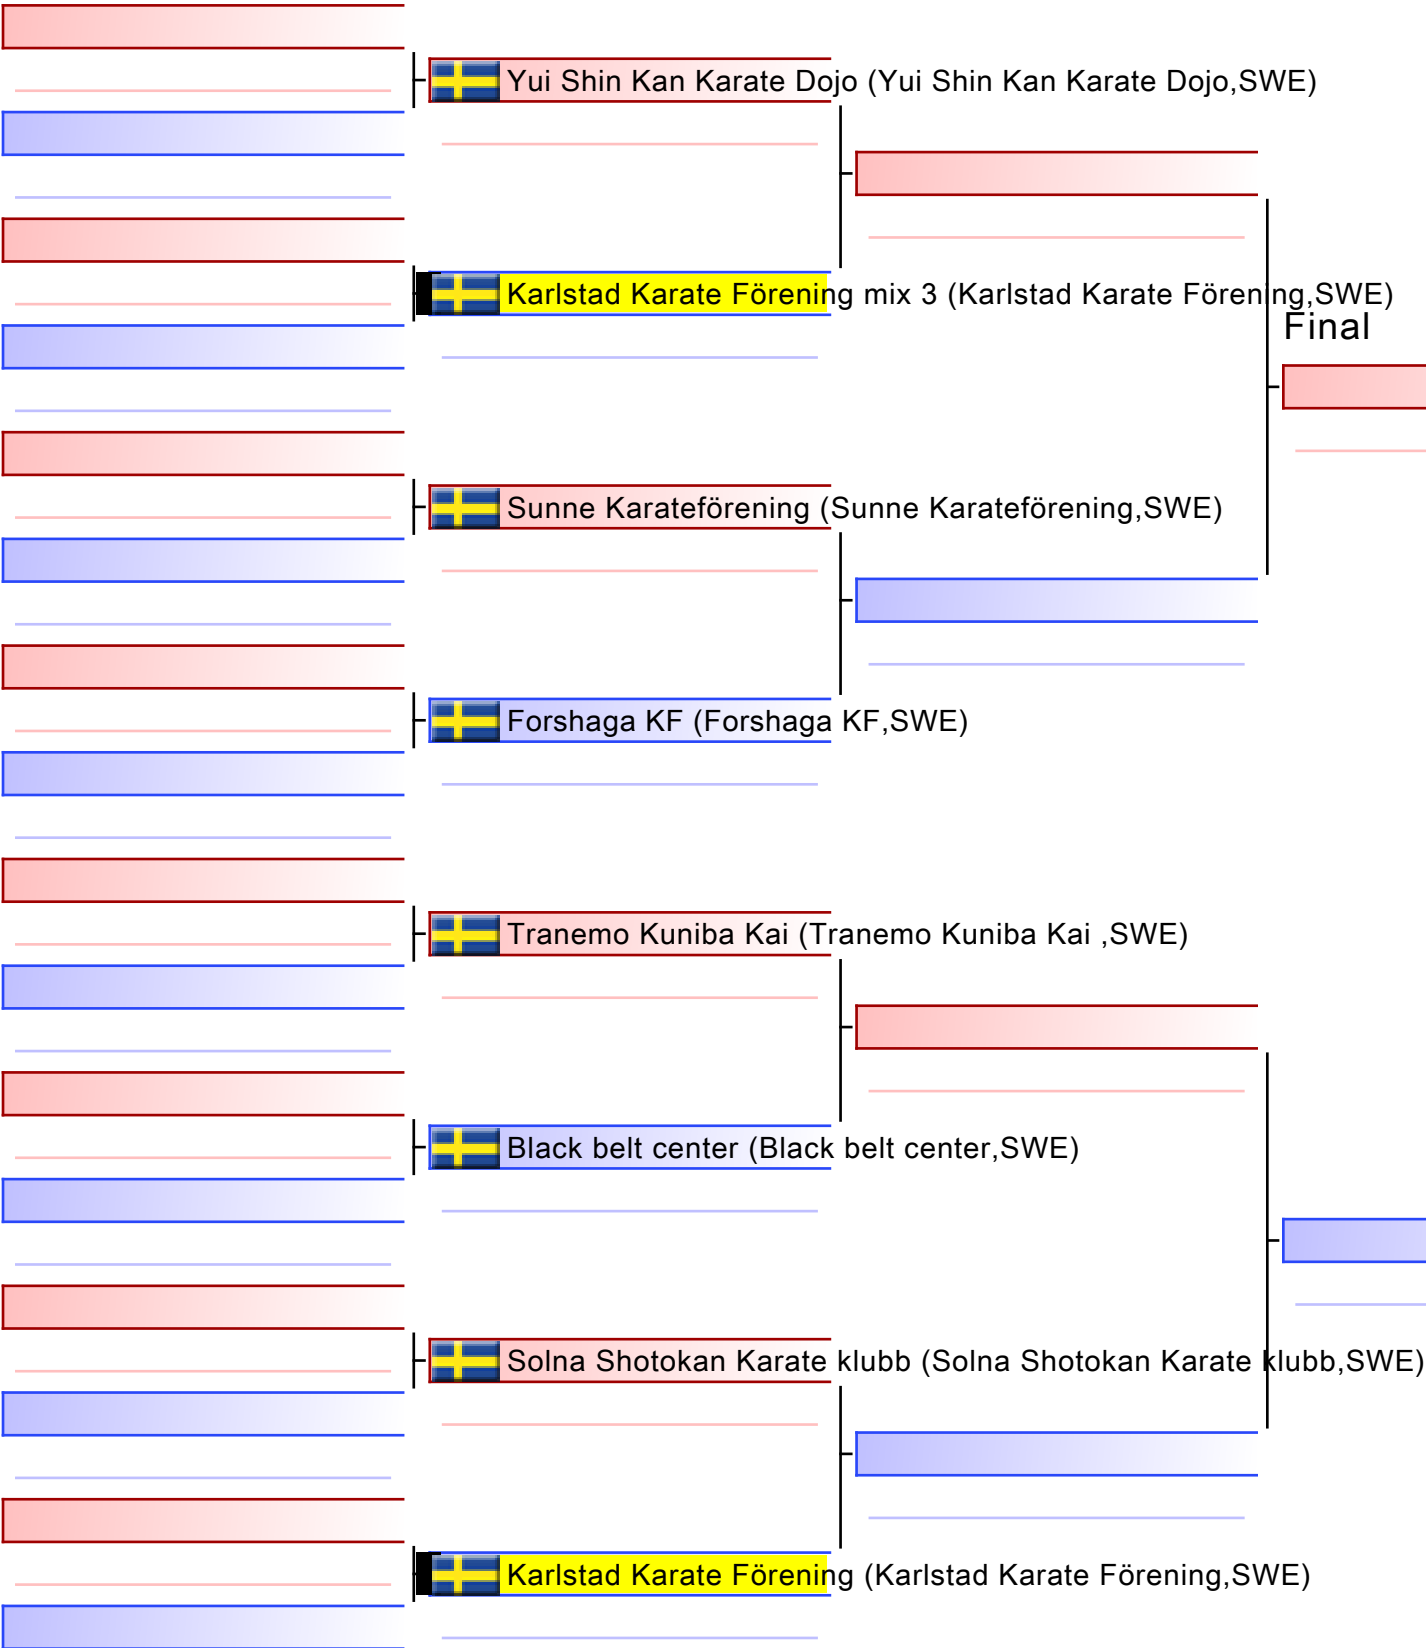 Yui Shin Kan Karate Dojo (Yui Shin Kan Karate Dojo,SWE)
Karlstad Karate Förening mix 3 (Karlstad Karate Förening,SWE)
Final
Sunne Karateförening (Sunne Karateförening,SWE)
Forshaga KF (Forshaga KF,SWE)
Tranemo Kuniba Kai (Tranemo Kuniba Kai ,SWE)
Black belt center (Black belt center,SWE)
Solna Shotokan Karate klubb (Solna Shotokan Karate klubb,SWE)
Karlstad Karate Förening (Karlstad Karate Förening,SWE)